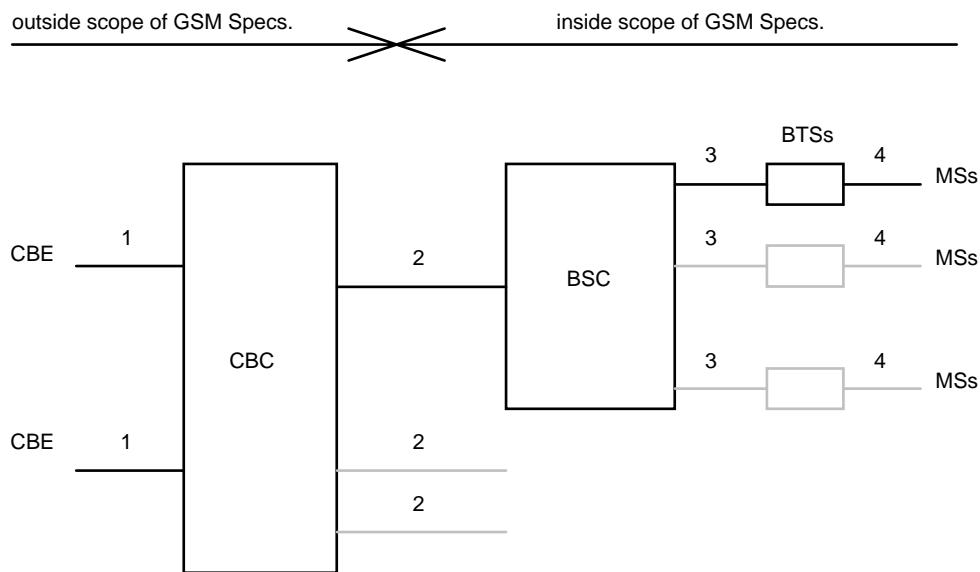 outside scope of GSM Specs.
inside scope of GSM Specs.
BTSs
3
4
MSs
CBE
1
2
BSC
3
4
MSs
CBC
3
4
MSs
CBE
1
2
2